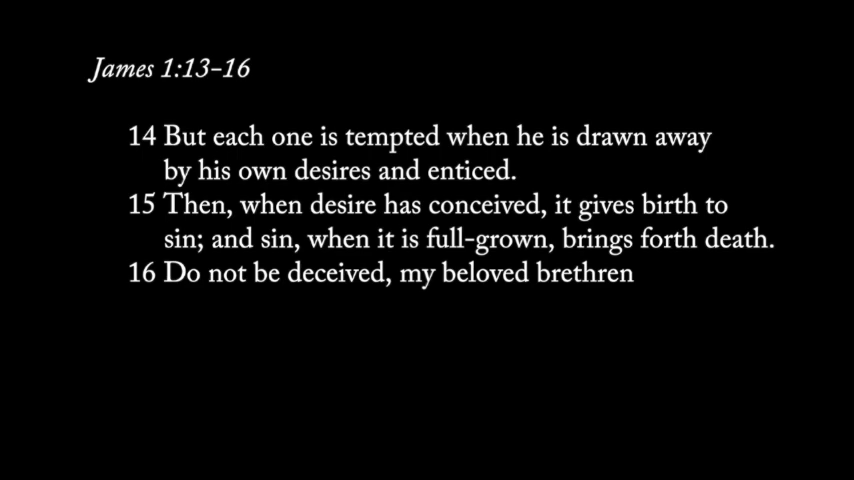 James 1:13-16
14 But each one is tempted when he is drawn away
by his own desires and enticed.
15 Then, when desire has conceived, it gives birth to
sin; and sin, when it is full-grown, brings forth death.
16 Do not be deceived, my beloved brethren